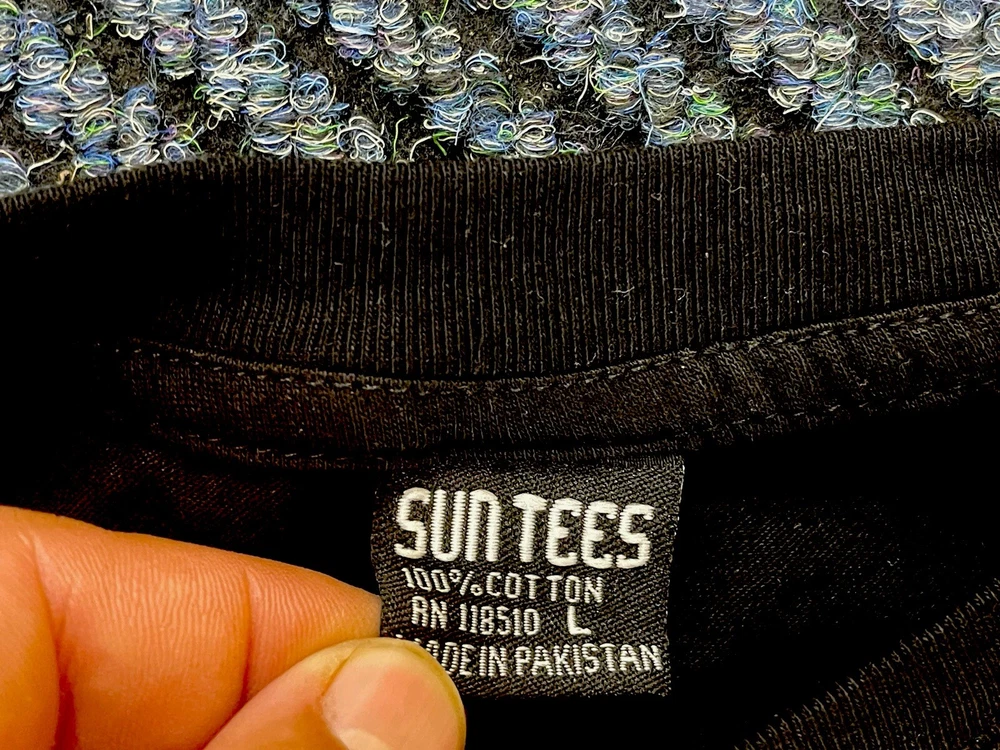 SUN TEES
100% COTTON
RN 118510 L
MADE IN PAKISTAN